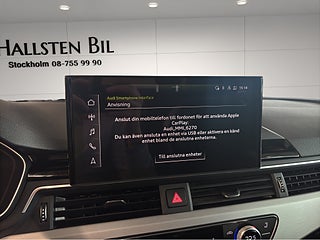 HALLSTEN BIL
Stockholm 08-755 99 90
Audi Smartphone Interface
Anvisning
Anslut din mobiltelefon till fordonet för att använda Apple
CarPlay:
Audi_MMI_6270
Du kan även ansluta en enhet via USB eller aktivera en känd
enhet bland de anslutna enheterna.
Till anslutna enheter